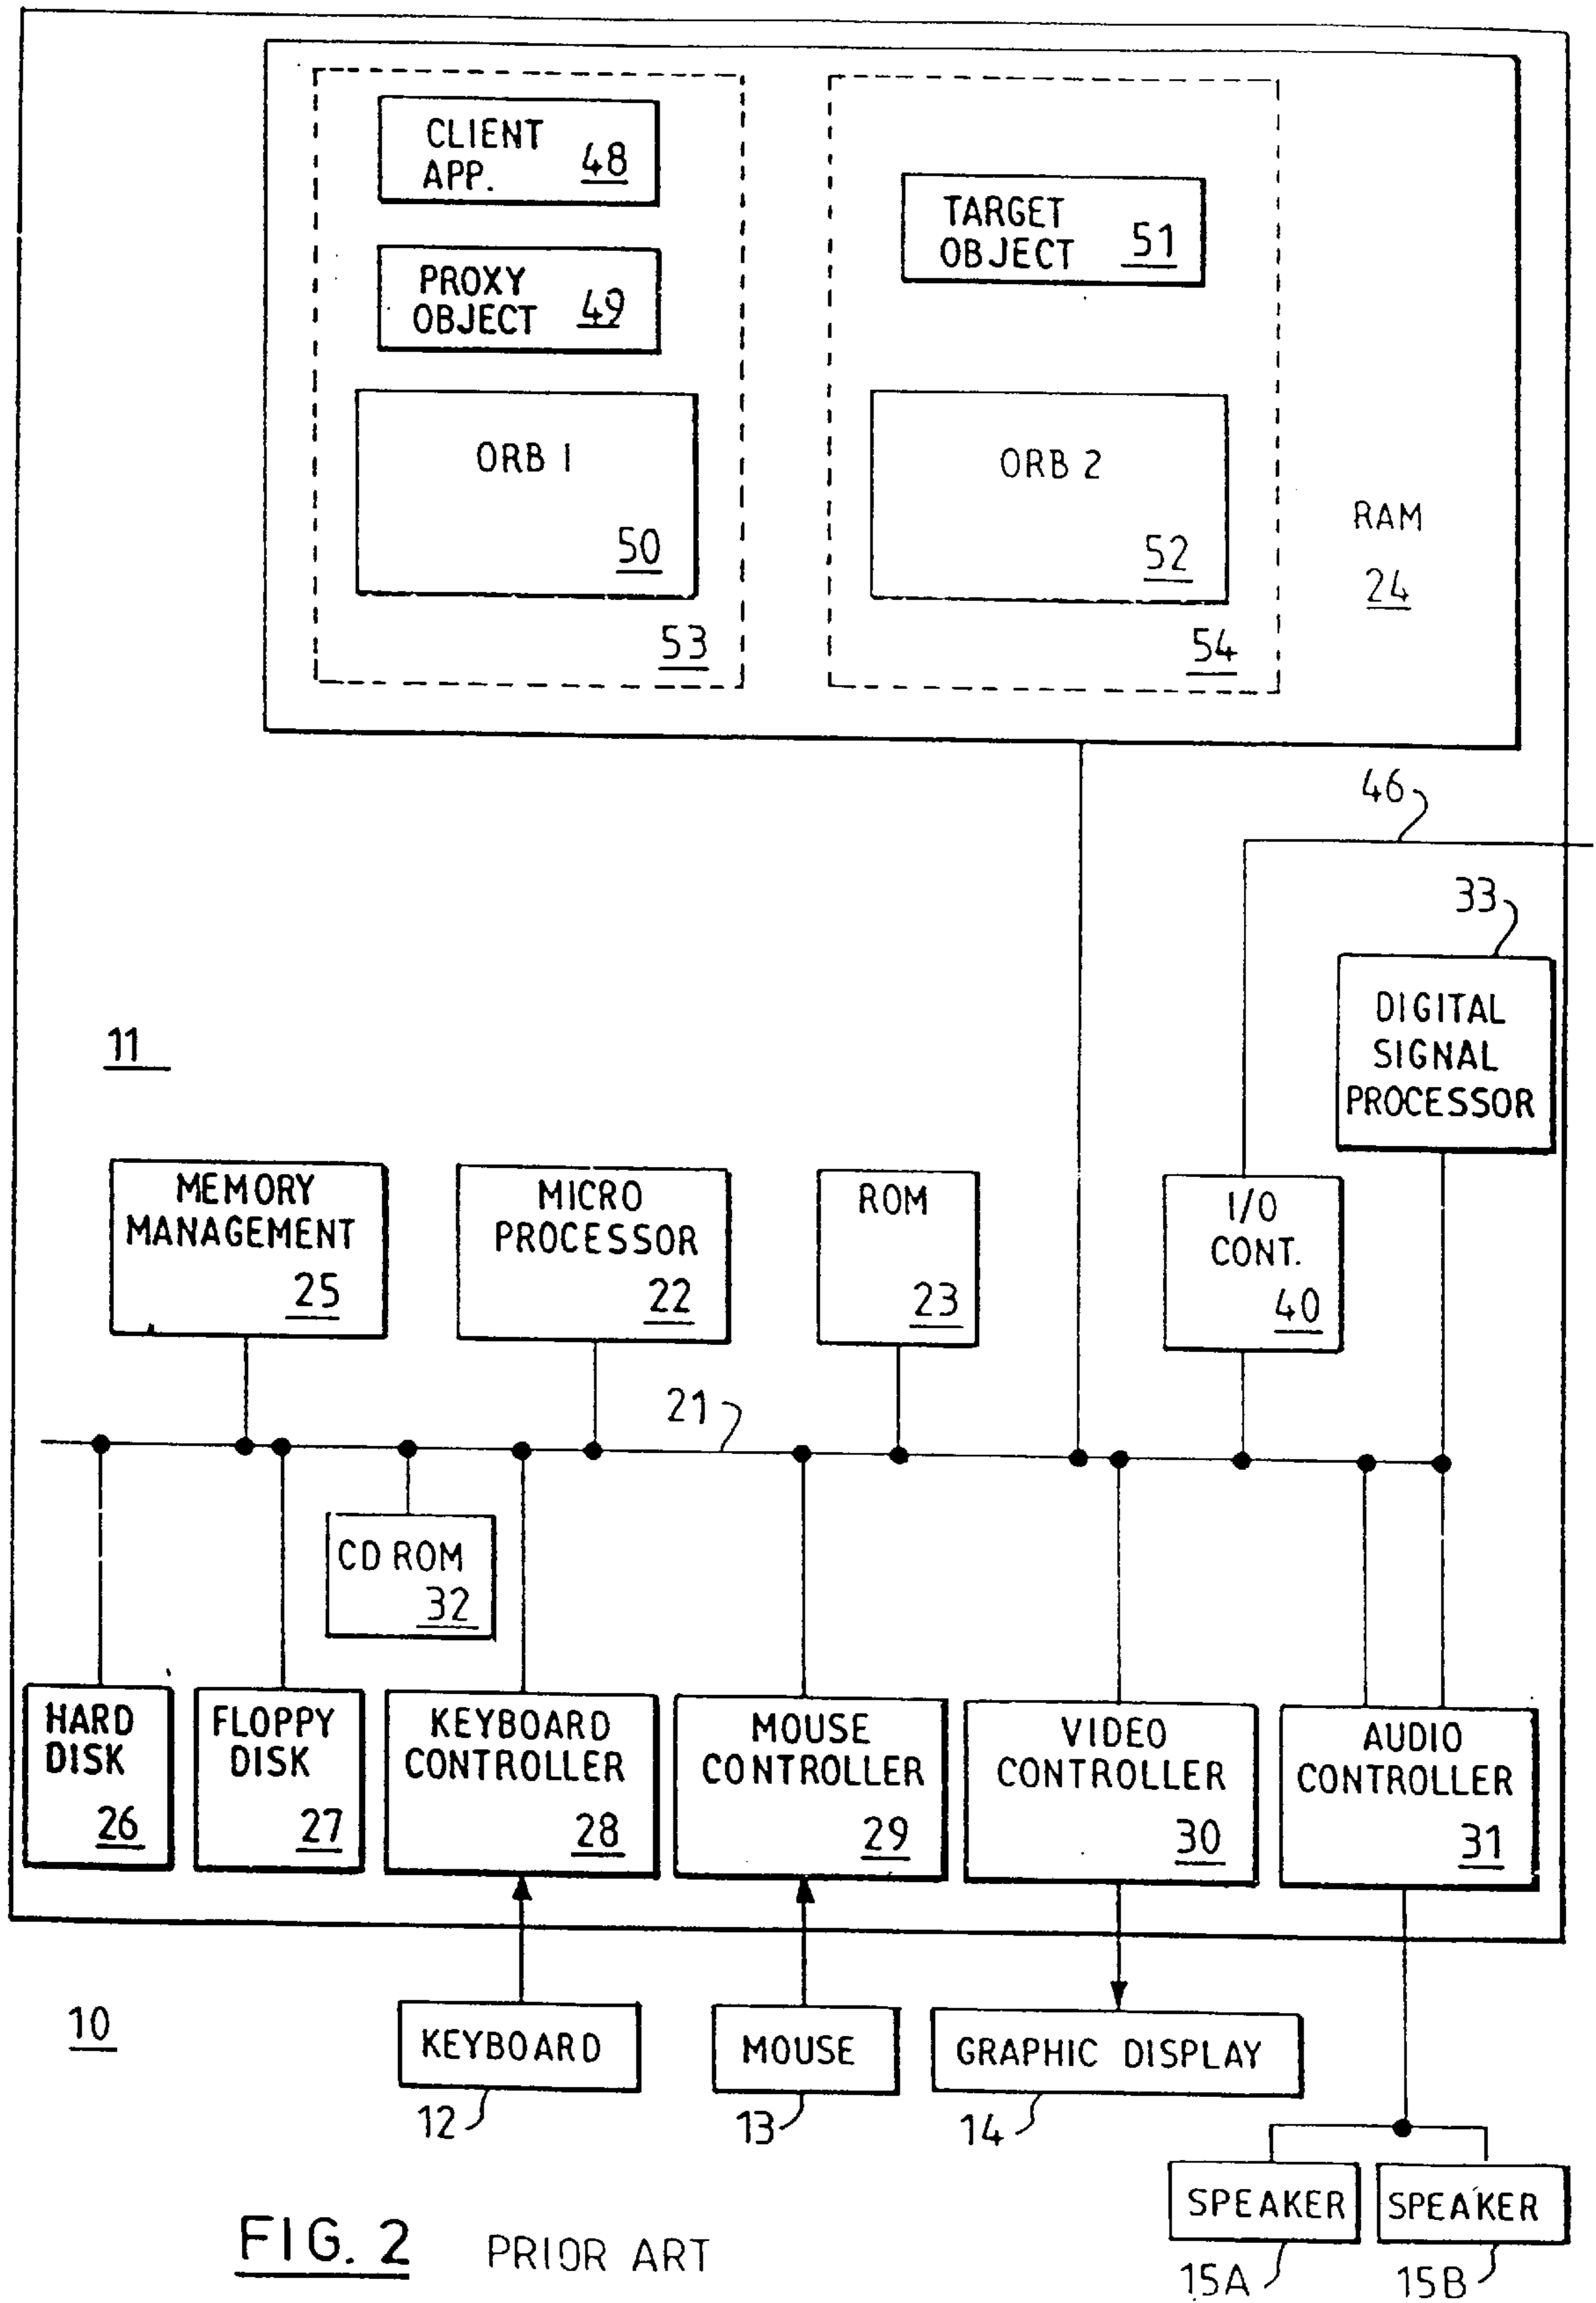 CLIENT
APP. 48
PROXY
OBJECT 49
ORB 1
50
53
TARGET
OBJECT 51
ORB 2
52
54
RAM
24
46
33
DIGITAL
SIGNAL
PROCESSOR
11
MEMORY
MANAGEMENT
25
MICRO
PROCESSOR
22
ROM
23
I/O
CONT.
40
21
CD ROM
32
HARD
DISK
26
FLOPPY
DISK
27
KEYBOARD
CONTROLLER
28
MOUSE
CONTROLLER
29
VIDEO
CONTROLLER
30
AUDIO
CONTROLLER
31
10
KEYBOARD
12
MOUSE
13
GRAPHIC DISPLAY
14
SPEAKER
15A
SPEAKER
15B
FIG. 2 PRIOR ART